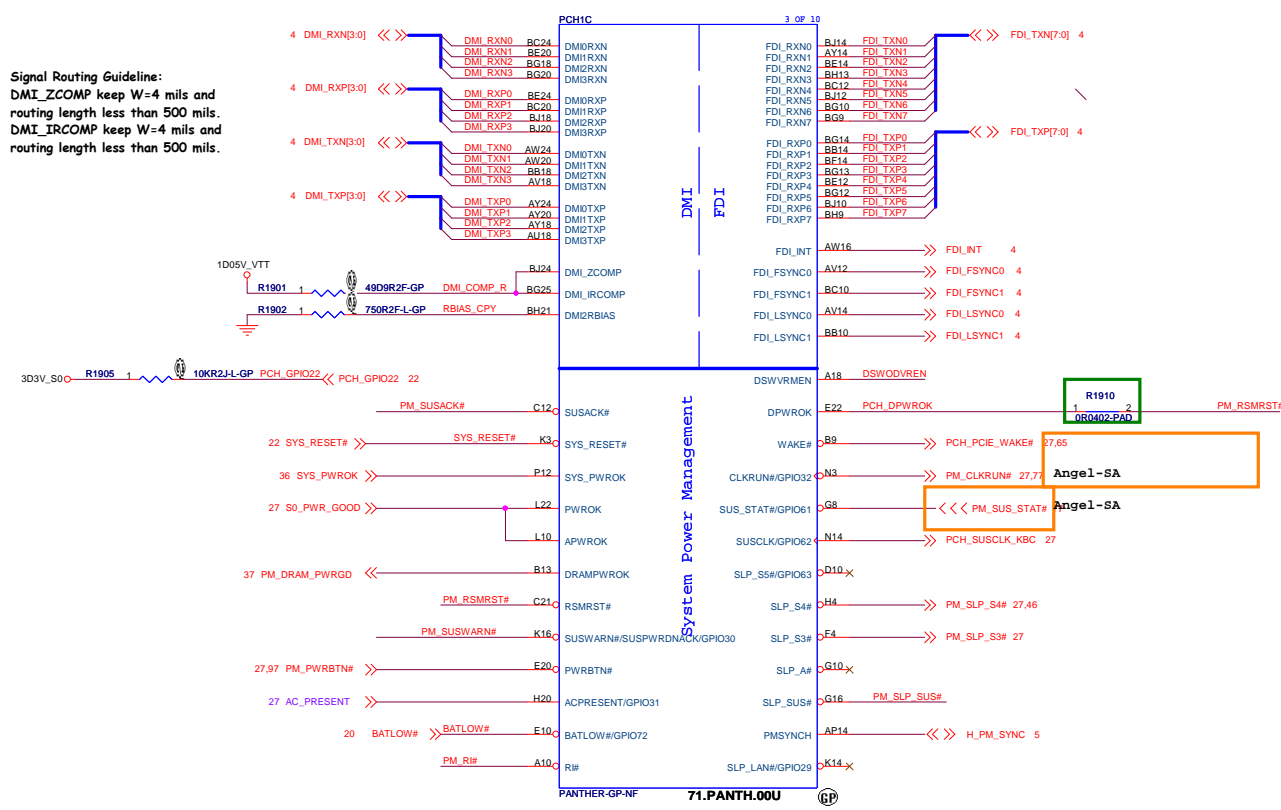 PCH1C
3 OF 10
Signal Routing Guideline:
DMI_ZCOMP keep W=4 mils and
routing length less than 500 mils.
DMI_IRCOMP keep W=4 mils and
routing length less than 500 mils.
4 DMI_RXN[3:0]
DMI_RXN0 BC24 DMI0RXN
DMI_RXN1 BE20 DMI1RXN
DMI_RXN2 BG18 DMI2RXN
DMI_RXN3 BG20 DMI3RXN
4 DMI_RXP[3:0]
DMI_RXP0 BE24 DMI0RXP
DMI_RXP1 BC20 DMI1RXP
DMI_RXP2 BJ18 DMI2RXP
DMI_RXP3 BJ20 DMI3RXP
4 DMI_TXN[3:0]
DMI_TXN0 AW24 DMI0TXN
DMI_TXN1 AW20 DMI1TXN
DMI_TXN2 BB18 DMI2TXN
DMI_TXN3 AV18 DMI3TXN
4 DMI_TXP[3:0]
DMI_TXP0 AY24 DMI0TXP
DMI_TXP1 AY20 DMI1TXP
DMI_TXP2 AY18 DMI2TXP
DMI_TXP3 AU18 DMI3TXP
1D05V_VTT
BJ24 DMI_ZCOMP
R1901 1 49D9R2F-GP DMI_COMP_R BG25 DMI_IRCOMP
R1902 1 750R2F-L-GP RBIAS_CPY BH21 DMI2RBIAS
DMI
FDI
FDI_RXN0 BJ14 FDI_TXN0
FDI_TXN[7:0] 4
FDI_RXN1 AY14 FDI_TXN1
FDI_RXN2 BE14 FDI_TXN2
FDI_RXN3 BH13 FDI_TXN3
FDI_RXN4 BC12 FDI_TXN4
FDI_RXN5 BJ12 FDI_TXN5
FDI_RXN6 BG10 FDI_TXN6
FDI_RXN7 BG9 FDI_TXN7
FDI_RXP0 BG14 FDI_TXP0
FDI_TXP[7:0] 4
FDI_RXP1 BB14 FDI_TXP1
FDI_RXP2 BF14 FDI_TXP2
FDI_RXP3 BG13 FDI_TXP3
FDI_RXP4 BE12 FDI_TXP4
FDI_RXP5 BG12 FDI_TXP5
FDI_RXP6 BJ10 FDI_TXP6
FDI_RXP7 BH9 FDI_TXP7
FDI_INT AW16 FDI_INT 4
FDI_FSYNC0 AV12 FDI_FSYNC0 4
FDI_FSYNC1 BC10 FDI_FSYNC1 4
FDI_LSYNC0 AV14 FDI_LSYNC0 4
FDI_LSYNC1 BB10 FDI_LSYNC1 4
3D3V_S0 R1905 1 10KR2J-L-GP PCH_GPIO22 PCH_GPIO22 22
PM_SUSACK# C12 SUSACK#
22 SYS_RESET# SYS_RESET# K3 SYS_RESET#
36 SYS_PWROK P12 SYS_PWROK
27 S0_PWR_GOOD L22 PWROK
L10 APWROK
37 PM_DRAM_PWRGD B13 DRAMPWROK
PM_RSMRST# C21 RSMRST#
PM_SUSWARN# K16 SUSWARN#/SUSPWRDNACK/GPIO30
27,97 PM_PWRBTN# E20 PWRBTN#
27 AC_PRESENT H20 ACPRESENT/GPIO31
20 BATLOW# BATLOW# E10 BATLOW#/GPIO72
PM_RI# A10 RI#
System Power Management
DSWVRMEN A18 DSWODVREN
DPWROK E22 PCH_DPWROK
R1910
1 2
0R0402-PAD
PM_RSMRST#
WAKE# B9 PCH_PCIE_WAKE# 27,65
CLKRUN#/GPIO32 N3 PM_CLKRUN# 27,77
Angel-SA
SUS_STAT#/GPIO61 G8 PM_SUS_STAT#
Angel-SA
SUSCLK/GPIO62 N14 PCH_SUSCLK_KBC 27
SLP_S5#/GPIO63 D10
SLP_S4# H4 PM_SLP_S4# 27,46
SLP_S3# F4 PM_SLP_S3# 27
SLP_A# G10
SLP_SUS# G16 PM_SLP_SUS#
PMSYNCH AP14 H_PM_SYNC 5
SLP_LAN#/GPIO29 K14
PANTHER-GP-NF
71.PANTH.00U
GP